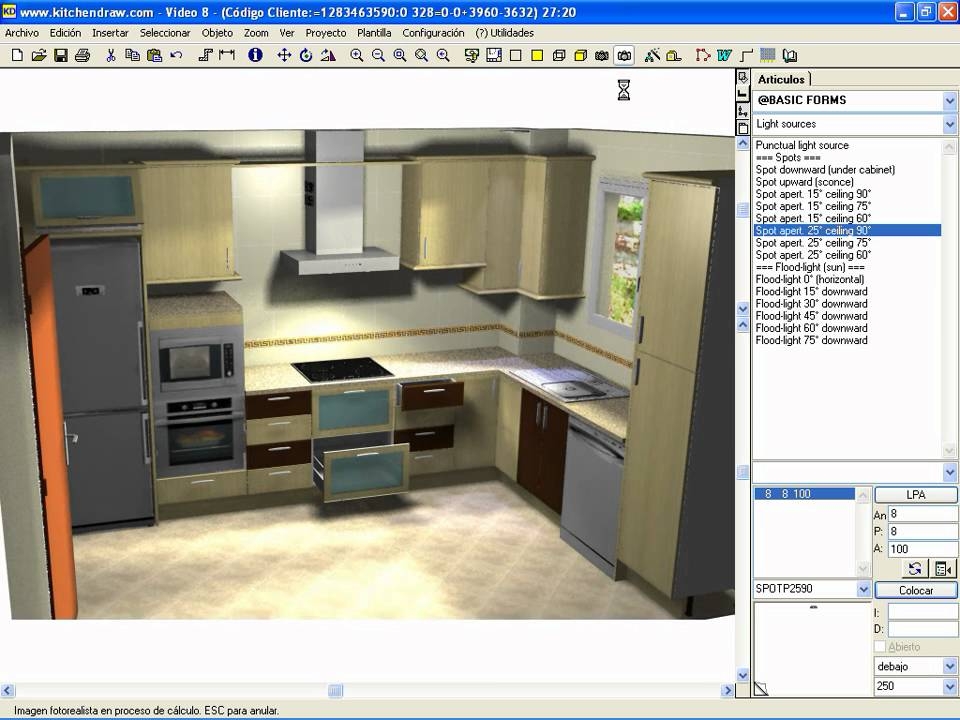 KD www.kitchendraw.com - Vídeo 8 - (Código Cliente:=1283463590:0 328=0-0+3960-3632) 27:20
Archivo Edición Insertar Seleccionar Objeto Zoom Ver Proyecto Plantilla Configuración (?) Utilidades
Articulos
@BASIC FORMS
Light sources
Punctual light source
=== Spots ===
Spot downward (under cabinet)
Spot upward (sconce)
Spot apert. 15° ceiling 90°
Spot apert. 15° ceiling 75°
Spot apert. 15° ceiling 60°
Spot apert. 25° ceiling 90°
Spot apert. 25° ceiling 75°
Spot apert. 25° ceiling 60°
=== Flood-light (sun) ===
Flood-light 0° (horizontal)
Flood-light 15° downward
Flood-light 30° downward
Flood-light 45° downward
Flood-light 60° downward
Flood-light 75° downward
8 8 100
LPA
An 8
P: 8
A: 100
SPOTP2590
Colocar
I:
D:
Abierto
debajo
250
Imagen fotorealista en proceso de cálculo. ESC para anular.